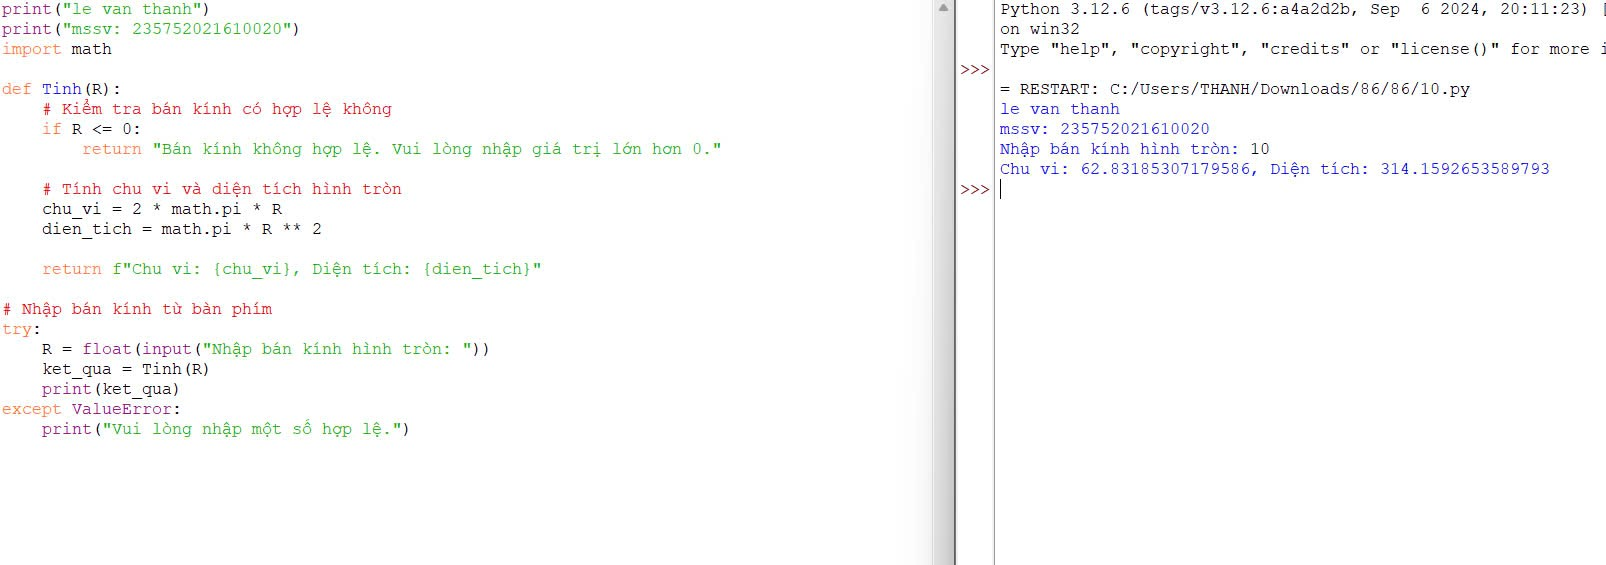 print("le van thanh")
print("mssv: 235752021610020")
import math

def Tinh(R):
    # Kiểm tra bán kính có hợp lệ không
    if R <= 0:
        return "Bán kính không hợp lệ. Vui lòng nhập giá trị lớn hơn 0."

    # Tính chu vi và diện tích hình tròn
    chu_vi = 2 * math.pi * R
    dien_tich = math.pi * R ** 2

    return f"Chu vi: {chu_vi}, Diện tích: {dien_tich}"

# Nhập bán kính từ bàn phím
try:
    R = float(input("Nhập bán kính hình tròn: "))
    ket_qua = Tinh(R)
    print(ket_qua)
except ValueError:
    print("Vui lòng nhập một số hợp lệ.")
Python 3.12.6 (tags/v3.12.6:a4a2d2b, Sep  6 2024, 20:11:23) [
on win32
Type "help", "copyright", "credits" or "license()" for more i
>>>
= RESTART: C:/Users/THANH/Downloads/86/86/10.py
le van thanh
mssv: 235752021610020
Nhập bán kính hình tròn: 10
Chu vi: 62.83185307179586, Diện tích: 314.1592653589793
>>>